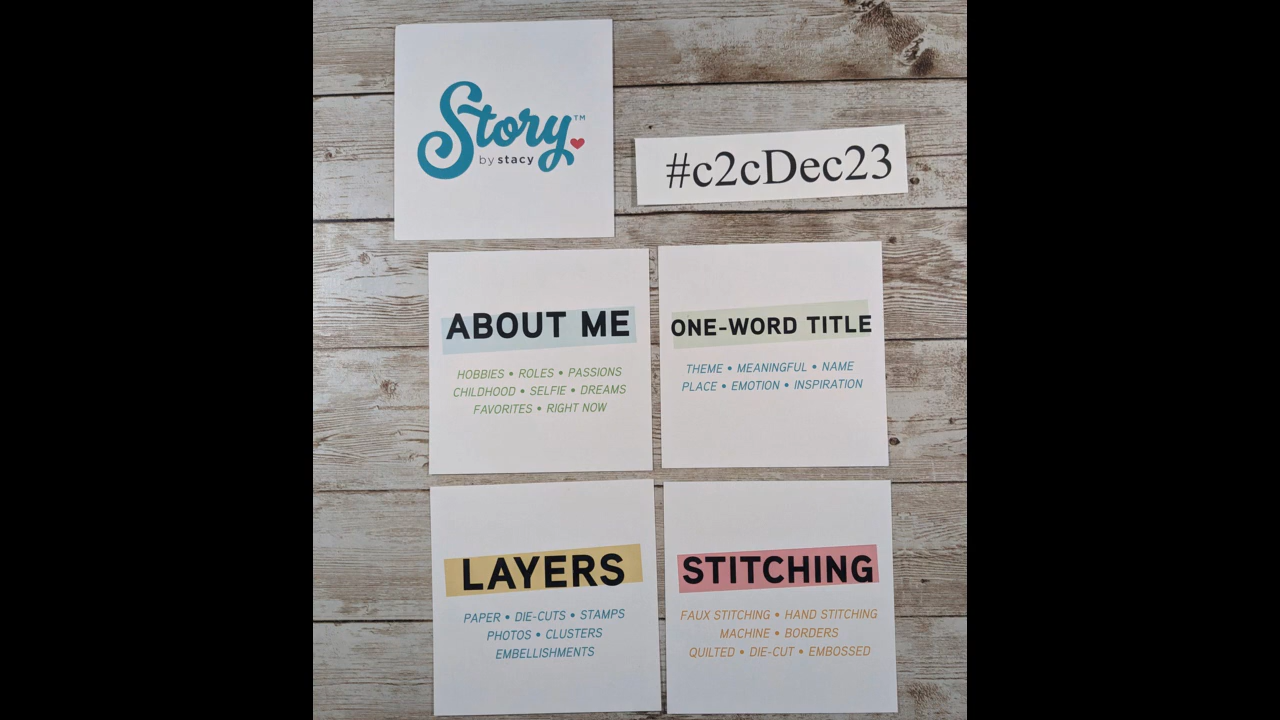 Story™
by stacy
#c2cDec23
ABOUT ME
HOBBIES • ROLES • PASSIONS
CHILDHOOD • SELFIE • DREAMS
FAVORITES • RIGHT NOW
ONE-WORD TITLE
THEME • MEANINGFUL • NAME
PLACE • EMOTION • INSPIRATION
LAYERS
PAPER • DIE-CUTS • STAMPS
PHOTOS • CLUSTERS
EMBELLISHMENTS
STITCHING
FAUX STITCHING • HAND STITCHING
MACHINE • BORDERS
QUILTED • DIE-CUT • EMBOSSED